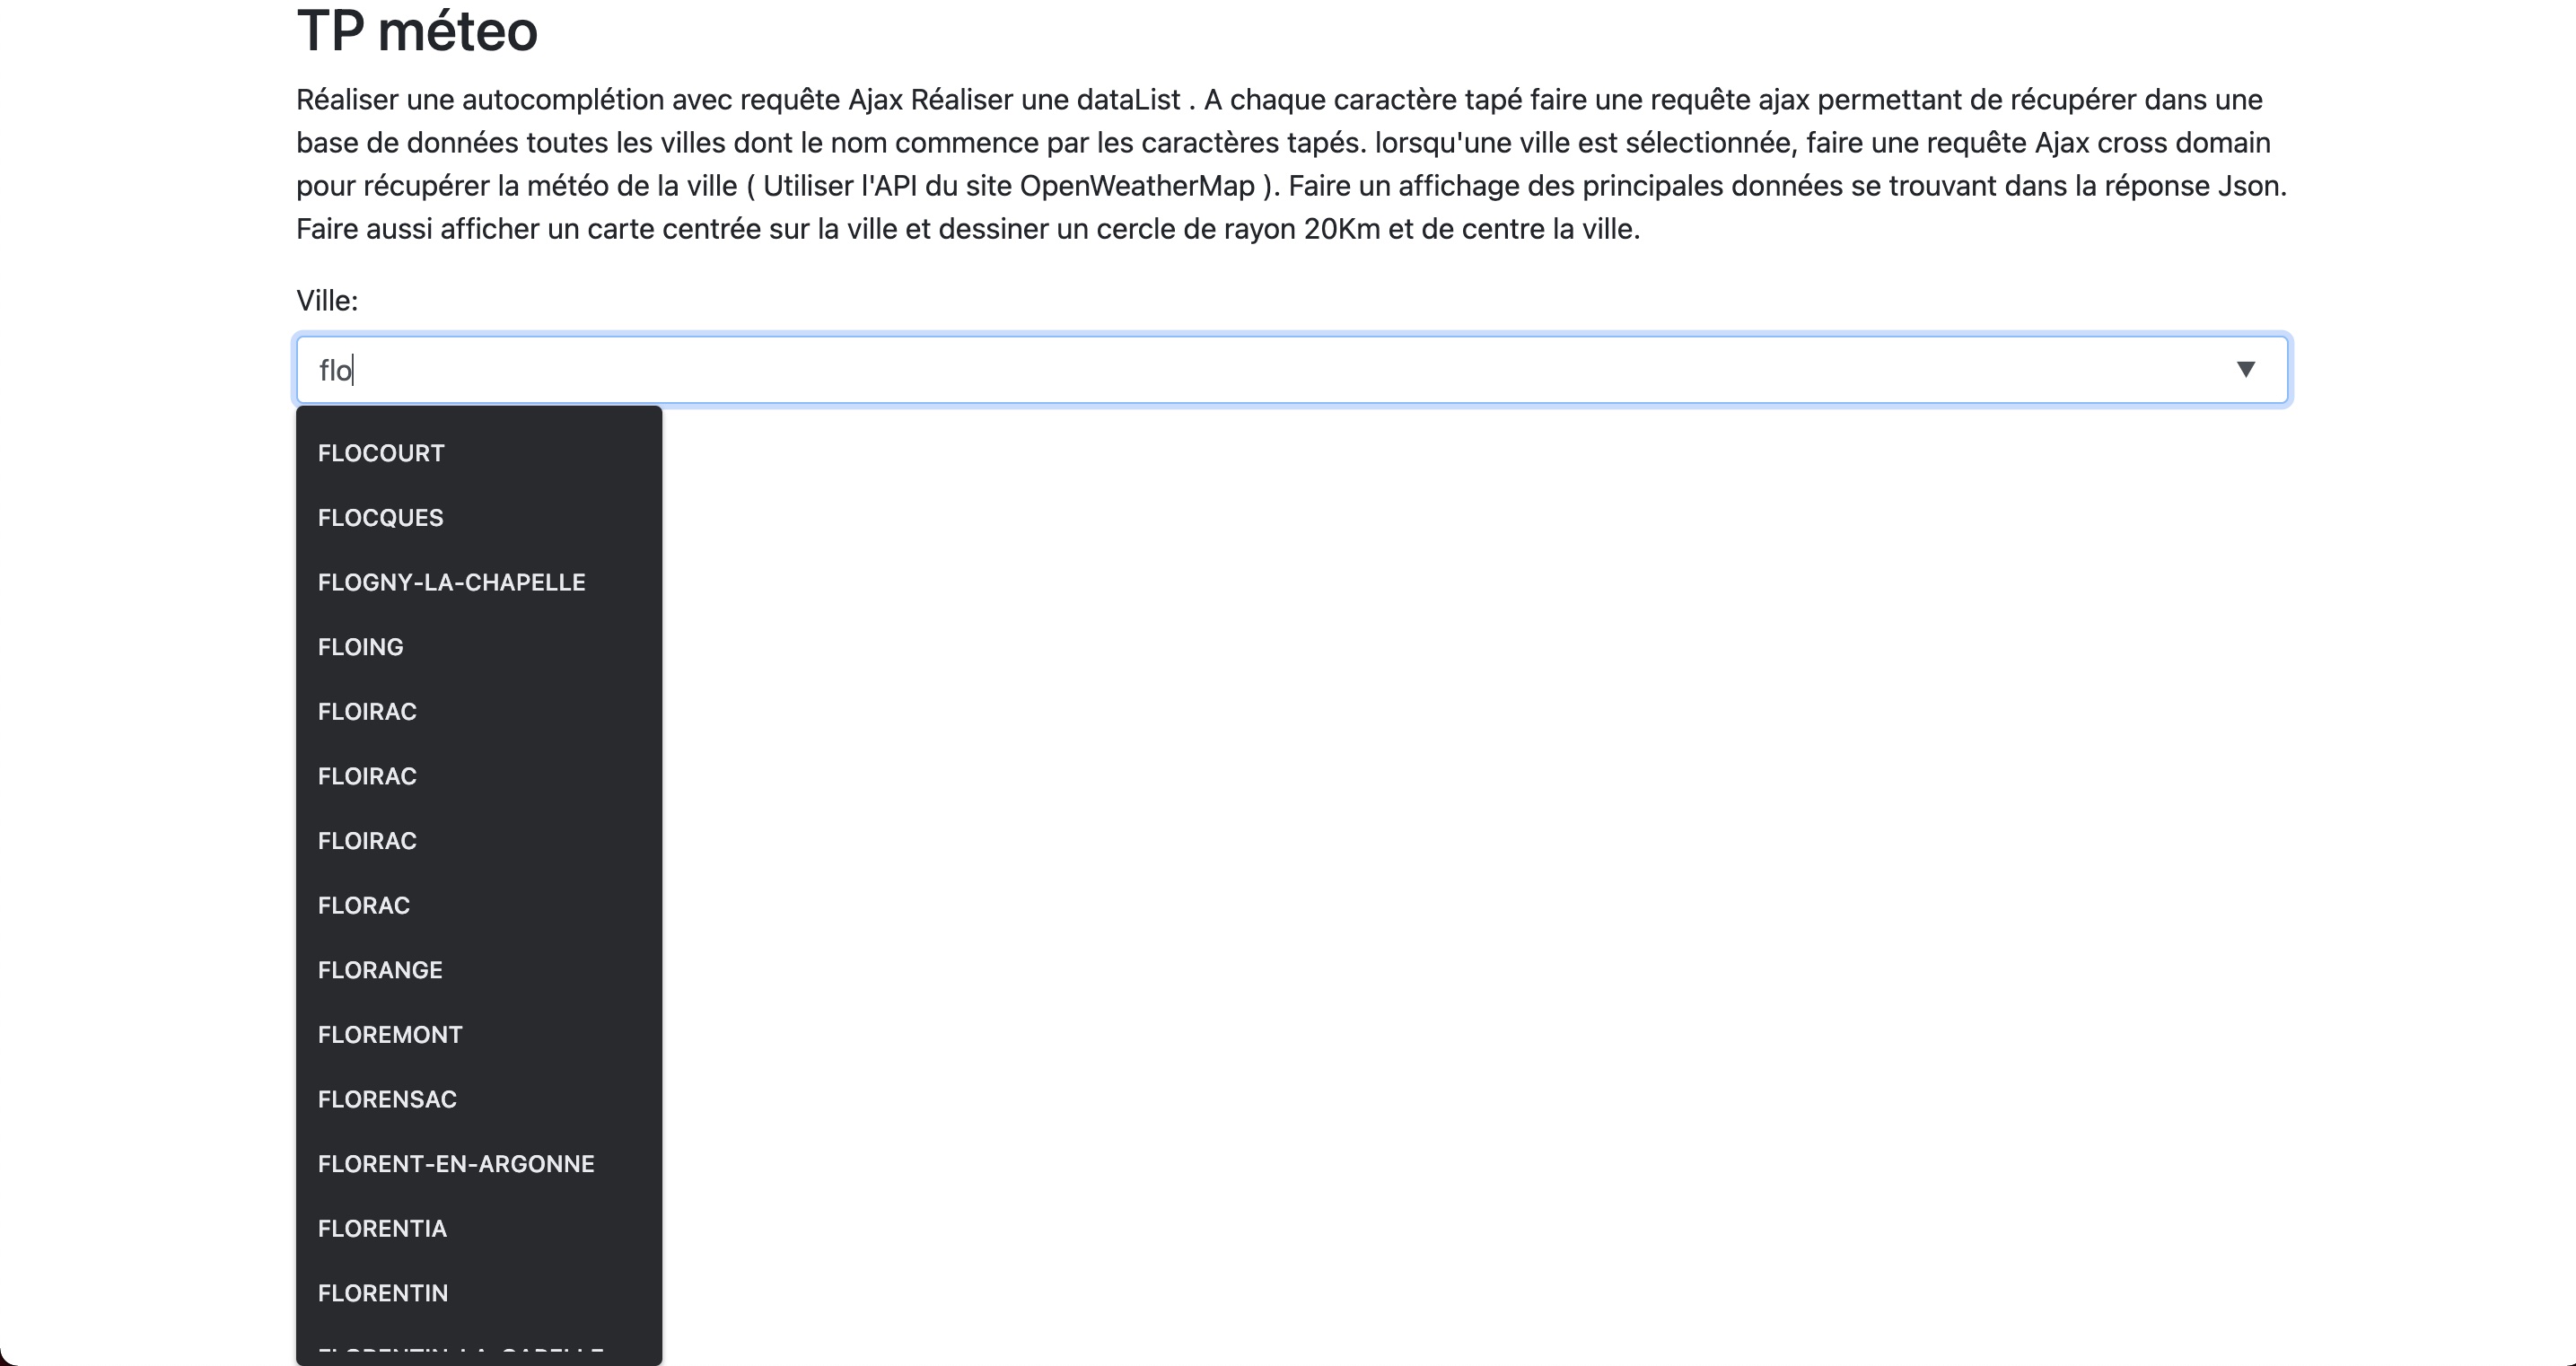 TP méteo
Réaliser une autocomplétion avec requête Ajax Réaliser une dataList . A chaque caractère tapé faire une requête ajax permettant de récupérer dans une
base de données toutes les villes dont le nom commence par les caractères tapés. lorsqu'une ville est sélectionnée, faire une requête Ajax cross domain
pour récupérer la météo de la ville ( Utiliser l'API du site OpenWeatherMap ). Faire un affichage des principales données se trouvant dans la réponse Json.
Faire aussi afficher un carte centrée sur la ville et dessiner un cercle de rayon 20Km et de centre la ville.
Ville:
flo
FLOCOURT
FLOCQUES
FLOGNY-LA-CHAPELLE
FLOING
FLOIRAC
FLOIRAC
FLOIRAC
FLORAC
FLORANGE
FLOREMONT
FLORENSAC
FLORENT-EN-ARGONNE
FLORENTIA
FLORENTIN